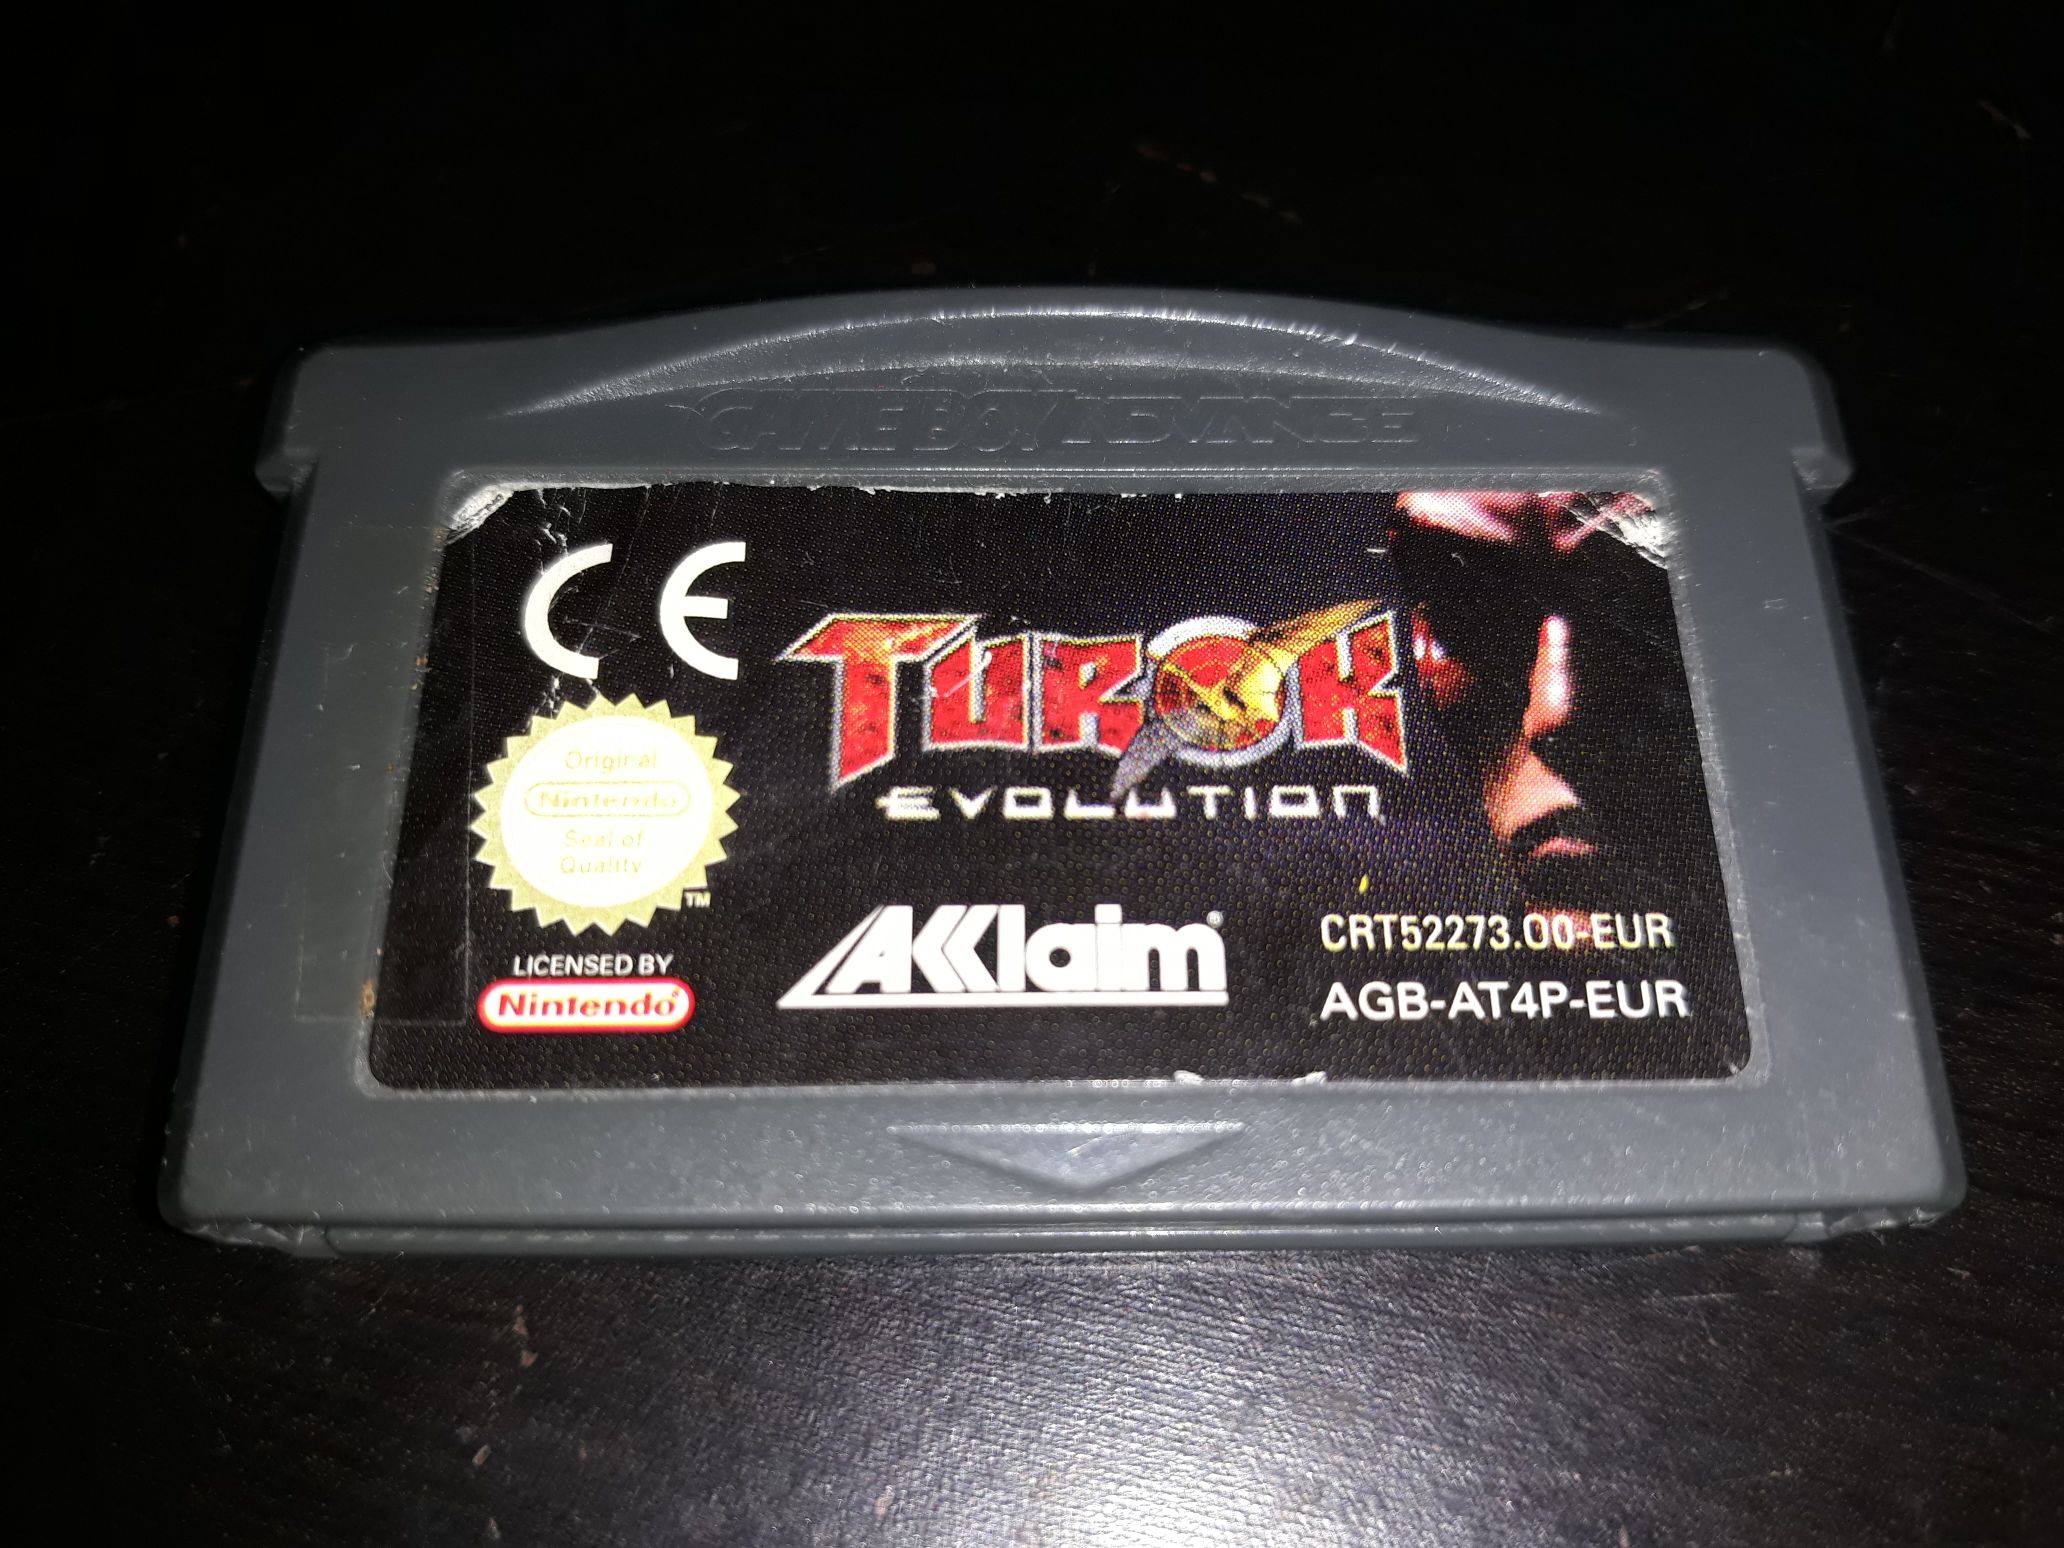 GAME BOY ADVANCE
CE
TUROK
EVOLUTION
Original
Nintendo
Seal of
Quality
TM
LICENSED BY
Nintendo®
AKKlaim®
CRT52273.00-EUR
AGB-AT4P-EUR